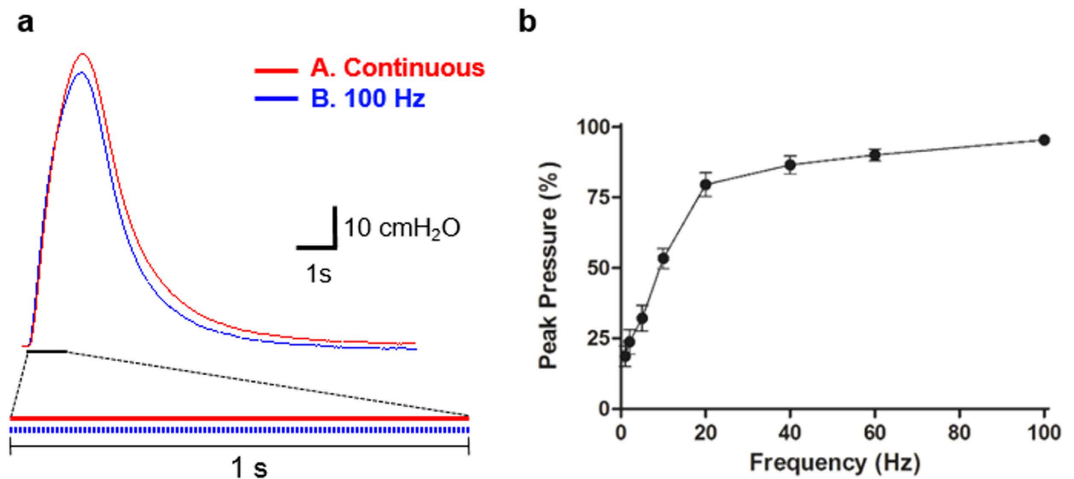 a
A. Continuous
B. 100 Hz
10 cmH₂O
1s
1 s
b
Peak Pressure (%)
100
75
50
25
0
0 20 40 60 80 100
Frequency (Hz)